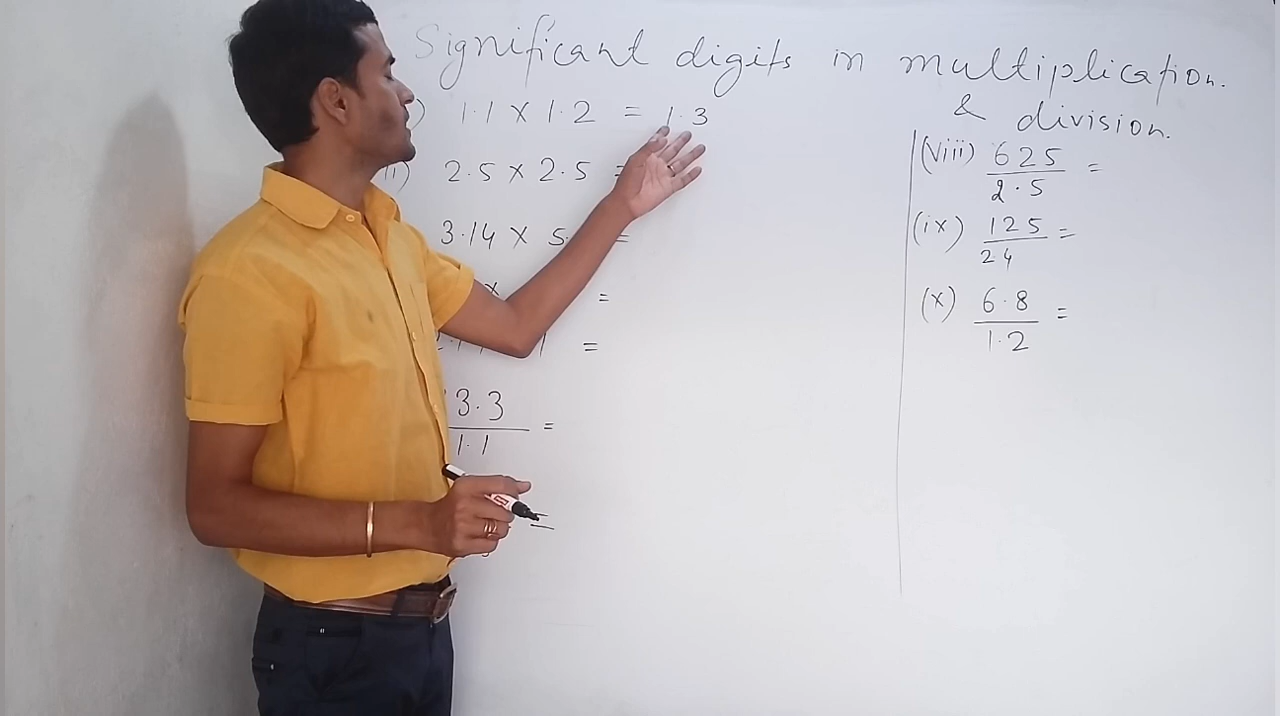 Significant digits in multiplication.
& division.
) 1.1 × 1.2 = 1.3
ii) 2.5 × 2.5 =
3.14 × 5. =
× =
1 =
3.3
1.1 =
=
(viii) 625
2.5 =
(ix) 125
24 =
(x) 6.8
1.2 =